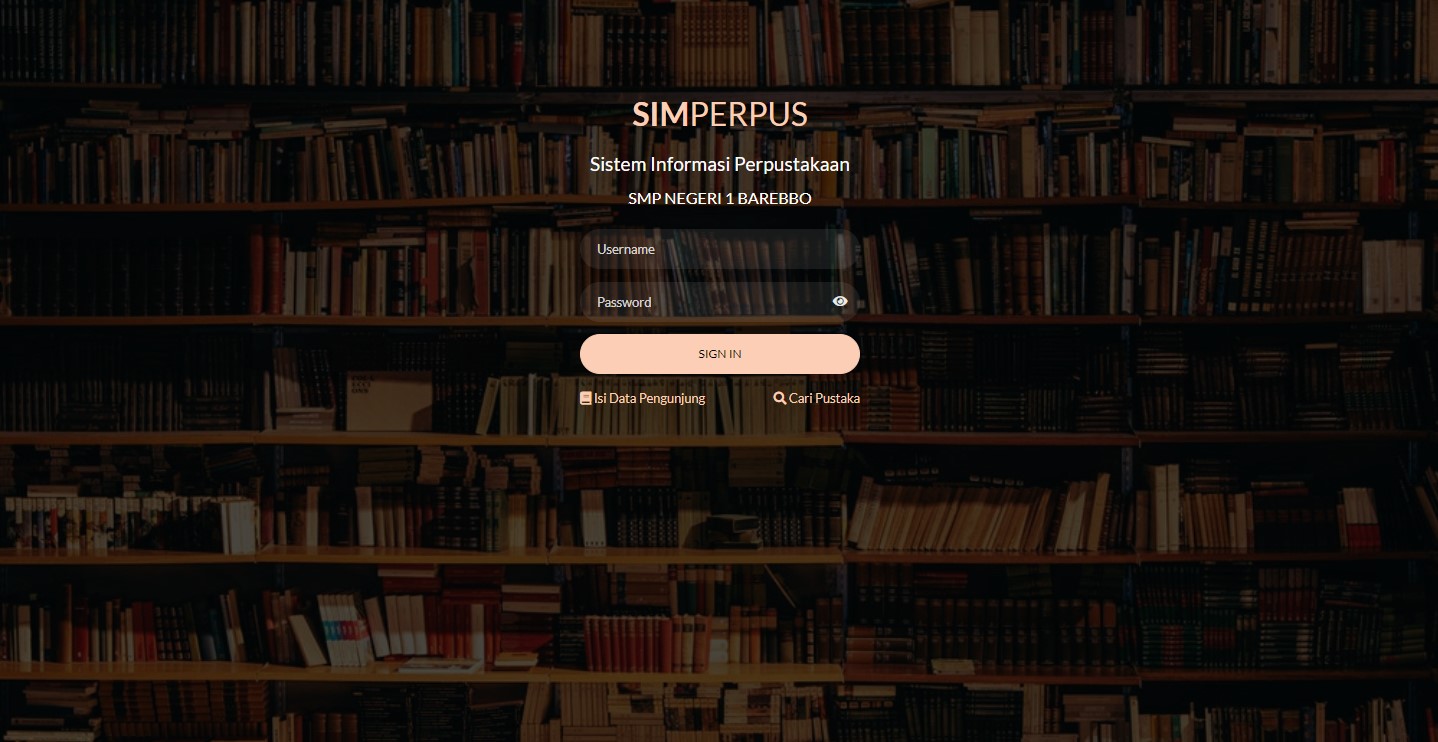 SIMPERPUS
Sistem Informasi Perpustakaan
SMP NEGERI 1 BAREBBO
Username
Password
SIGN IN
Isi Data Pengunjung
Cari Pustaka